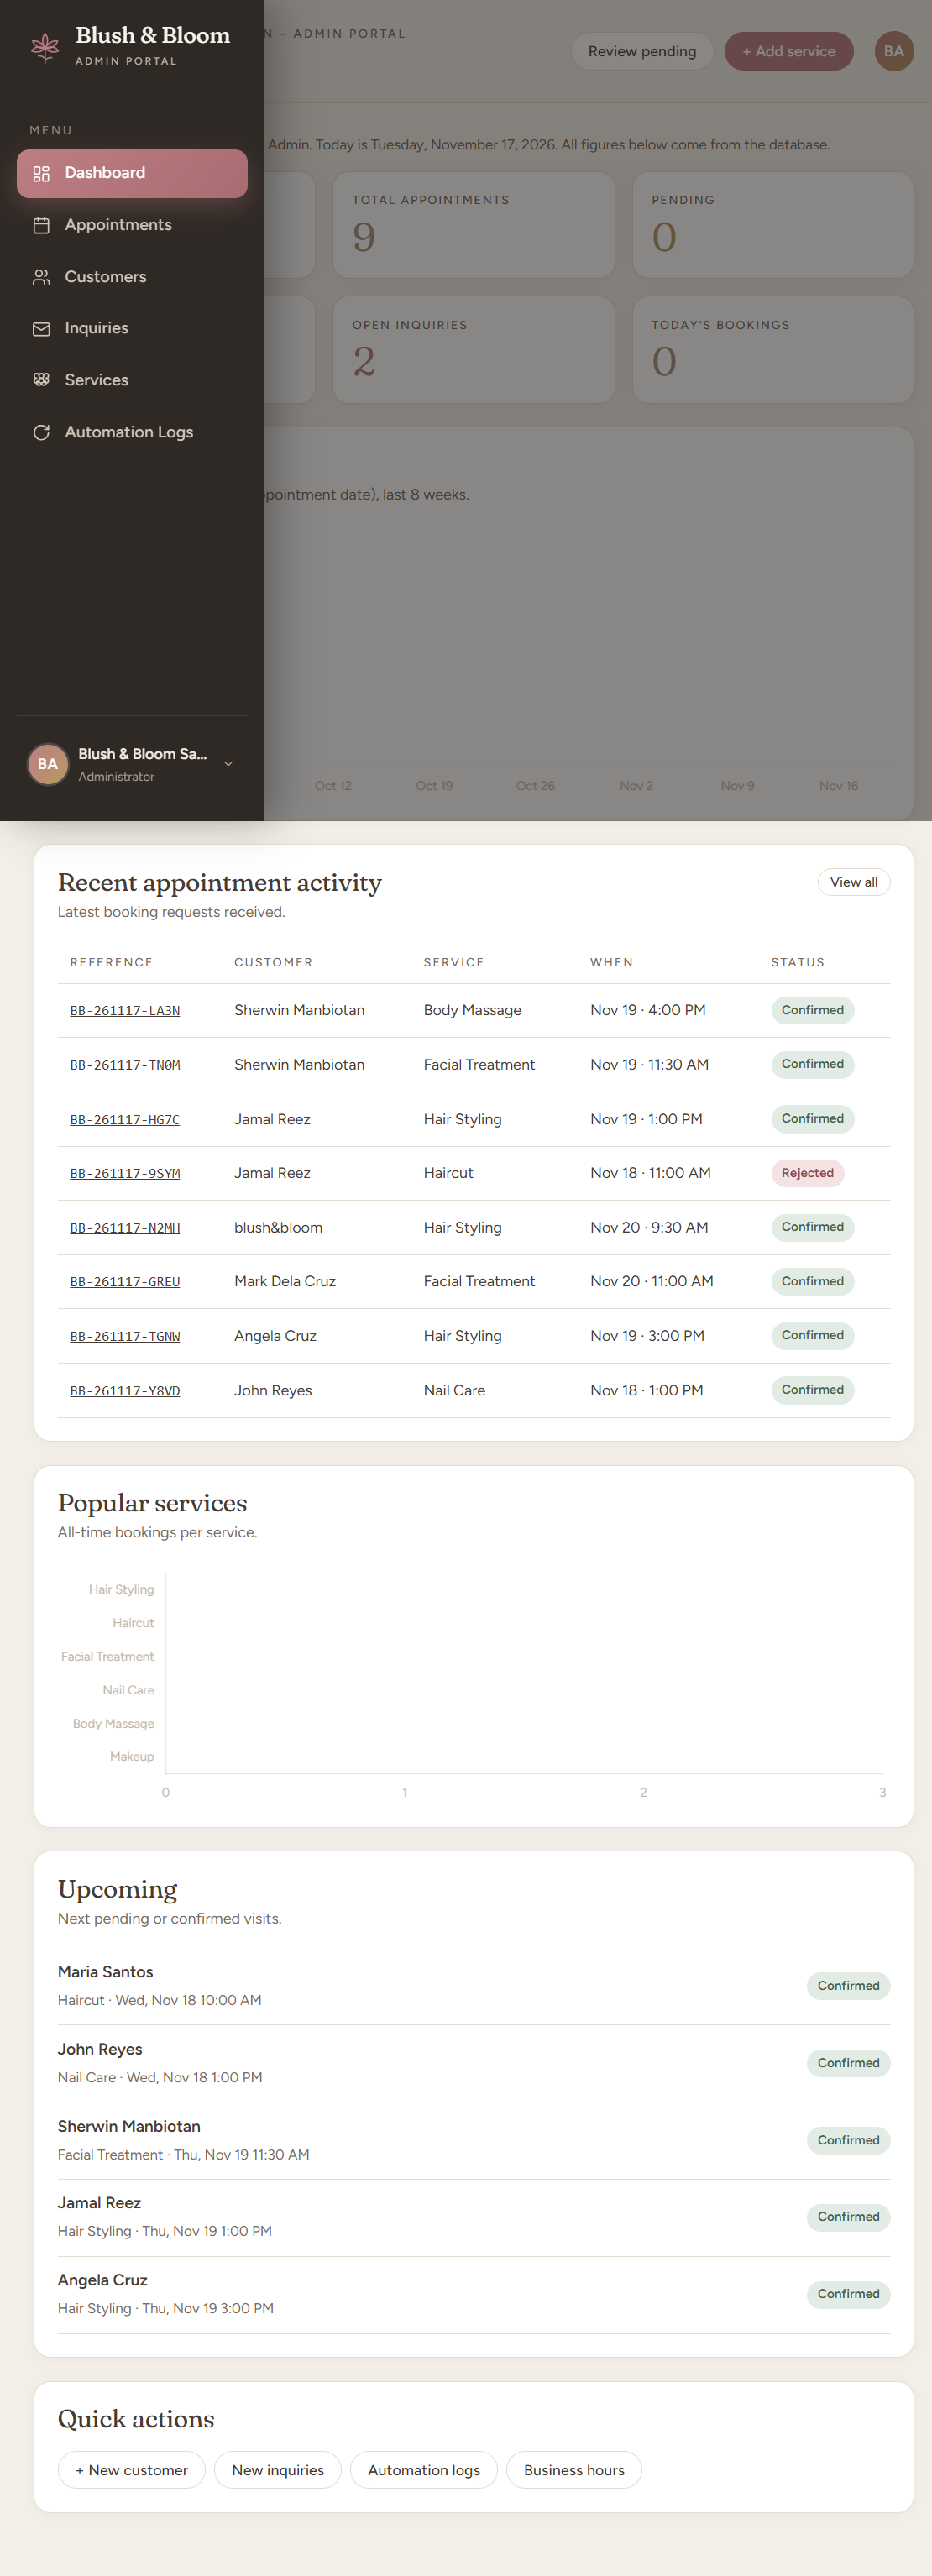 Blush & Bloom
ADMIN PORTAL
MENU
Dashboard
Appointments
Customers
Inquiries
Services
Automation Logs
BA
Blush & Bloom Sa...
Administrator
N – ADMIN PORTAL
Review pending
+ Add service
BA
Admin. Today is Tuesday, November 17, 2026. All figures below come from the database.
TOTAL APPOINTMENTS
9
PENDING
0
OPEN INQUIRIES
2
TODAY'S BOOKINGS
0
pointment date), last 8 weeks.
Oct 12 Oct 19 Oct 26 Nov 2 Nov 9 Nov 16
Recent appointment activity
View all
Latest booking requests received.
REFERENCE CUSTOMER SERVICE WHEN STATUS
BB-261117-LA3N Sherwin Manbiotan Body Massage Nov 19 · 4:00 PM Confirmed
BB-261117-TN0M Sherwin Manbiotan Facial Treatment Nov 19 · 11:30 AM Confirmed
BB-261117-HG7C Jamal Reez Hair Styling Nov 19 · 1:00 PM Confirmed
BB-261117-9SYM Jamal Reez Haircut Nov 18 · 11:00 AM Rejected
BB-261117-N2MH blush&bloom Hair Styling Nov 20 · 9:30 AM Confirmed
BB-261117-GREU Mark Dela Cruz Facial Treatment Nov 20 · 11:00 AM Confirmed
BB-261117-TGNW Angela Cruz Hair Styling Nov 19 · 3:00 PM Confirmed
BB-261117-Y8VD John Reyes Nail Care Nov 18 · 1:00 PM Confirmed
Popular services
All-time bookings per service.
Hair Styling
Haircut
Facial Treatment
Nail Care
Body Massage
Makeup
0 1 2 3
Upcoming
Next pending or confirmed visits.
Maria Santos
Haircut · Wed, Nov 18 10:00 AM
Confirmed
John Reyes
Nail Care · Wed, Nov 18 1:00 PM
Confirmed
Sherwin Manbiotan
Facial Treatment · Thu, Nov 19 11:30 AM
Confirmed
Jamal Reez
Hair Styling · Thu, Nov 19 1:00 PM
Confirmed
Angela Cruz
Hair Styling · Thu, Nov 19 3:00 PM
Confirmed
Quick actions
+ New customer
New inquiries
Automation logs
Business hours